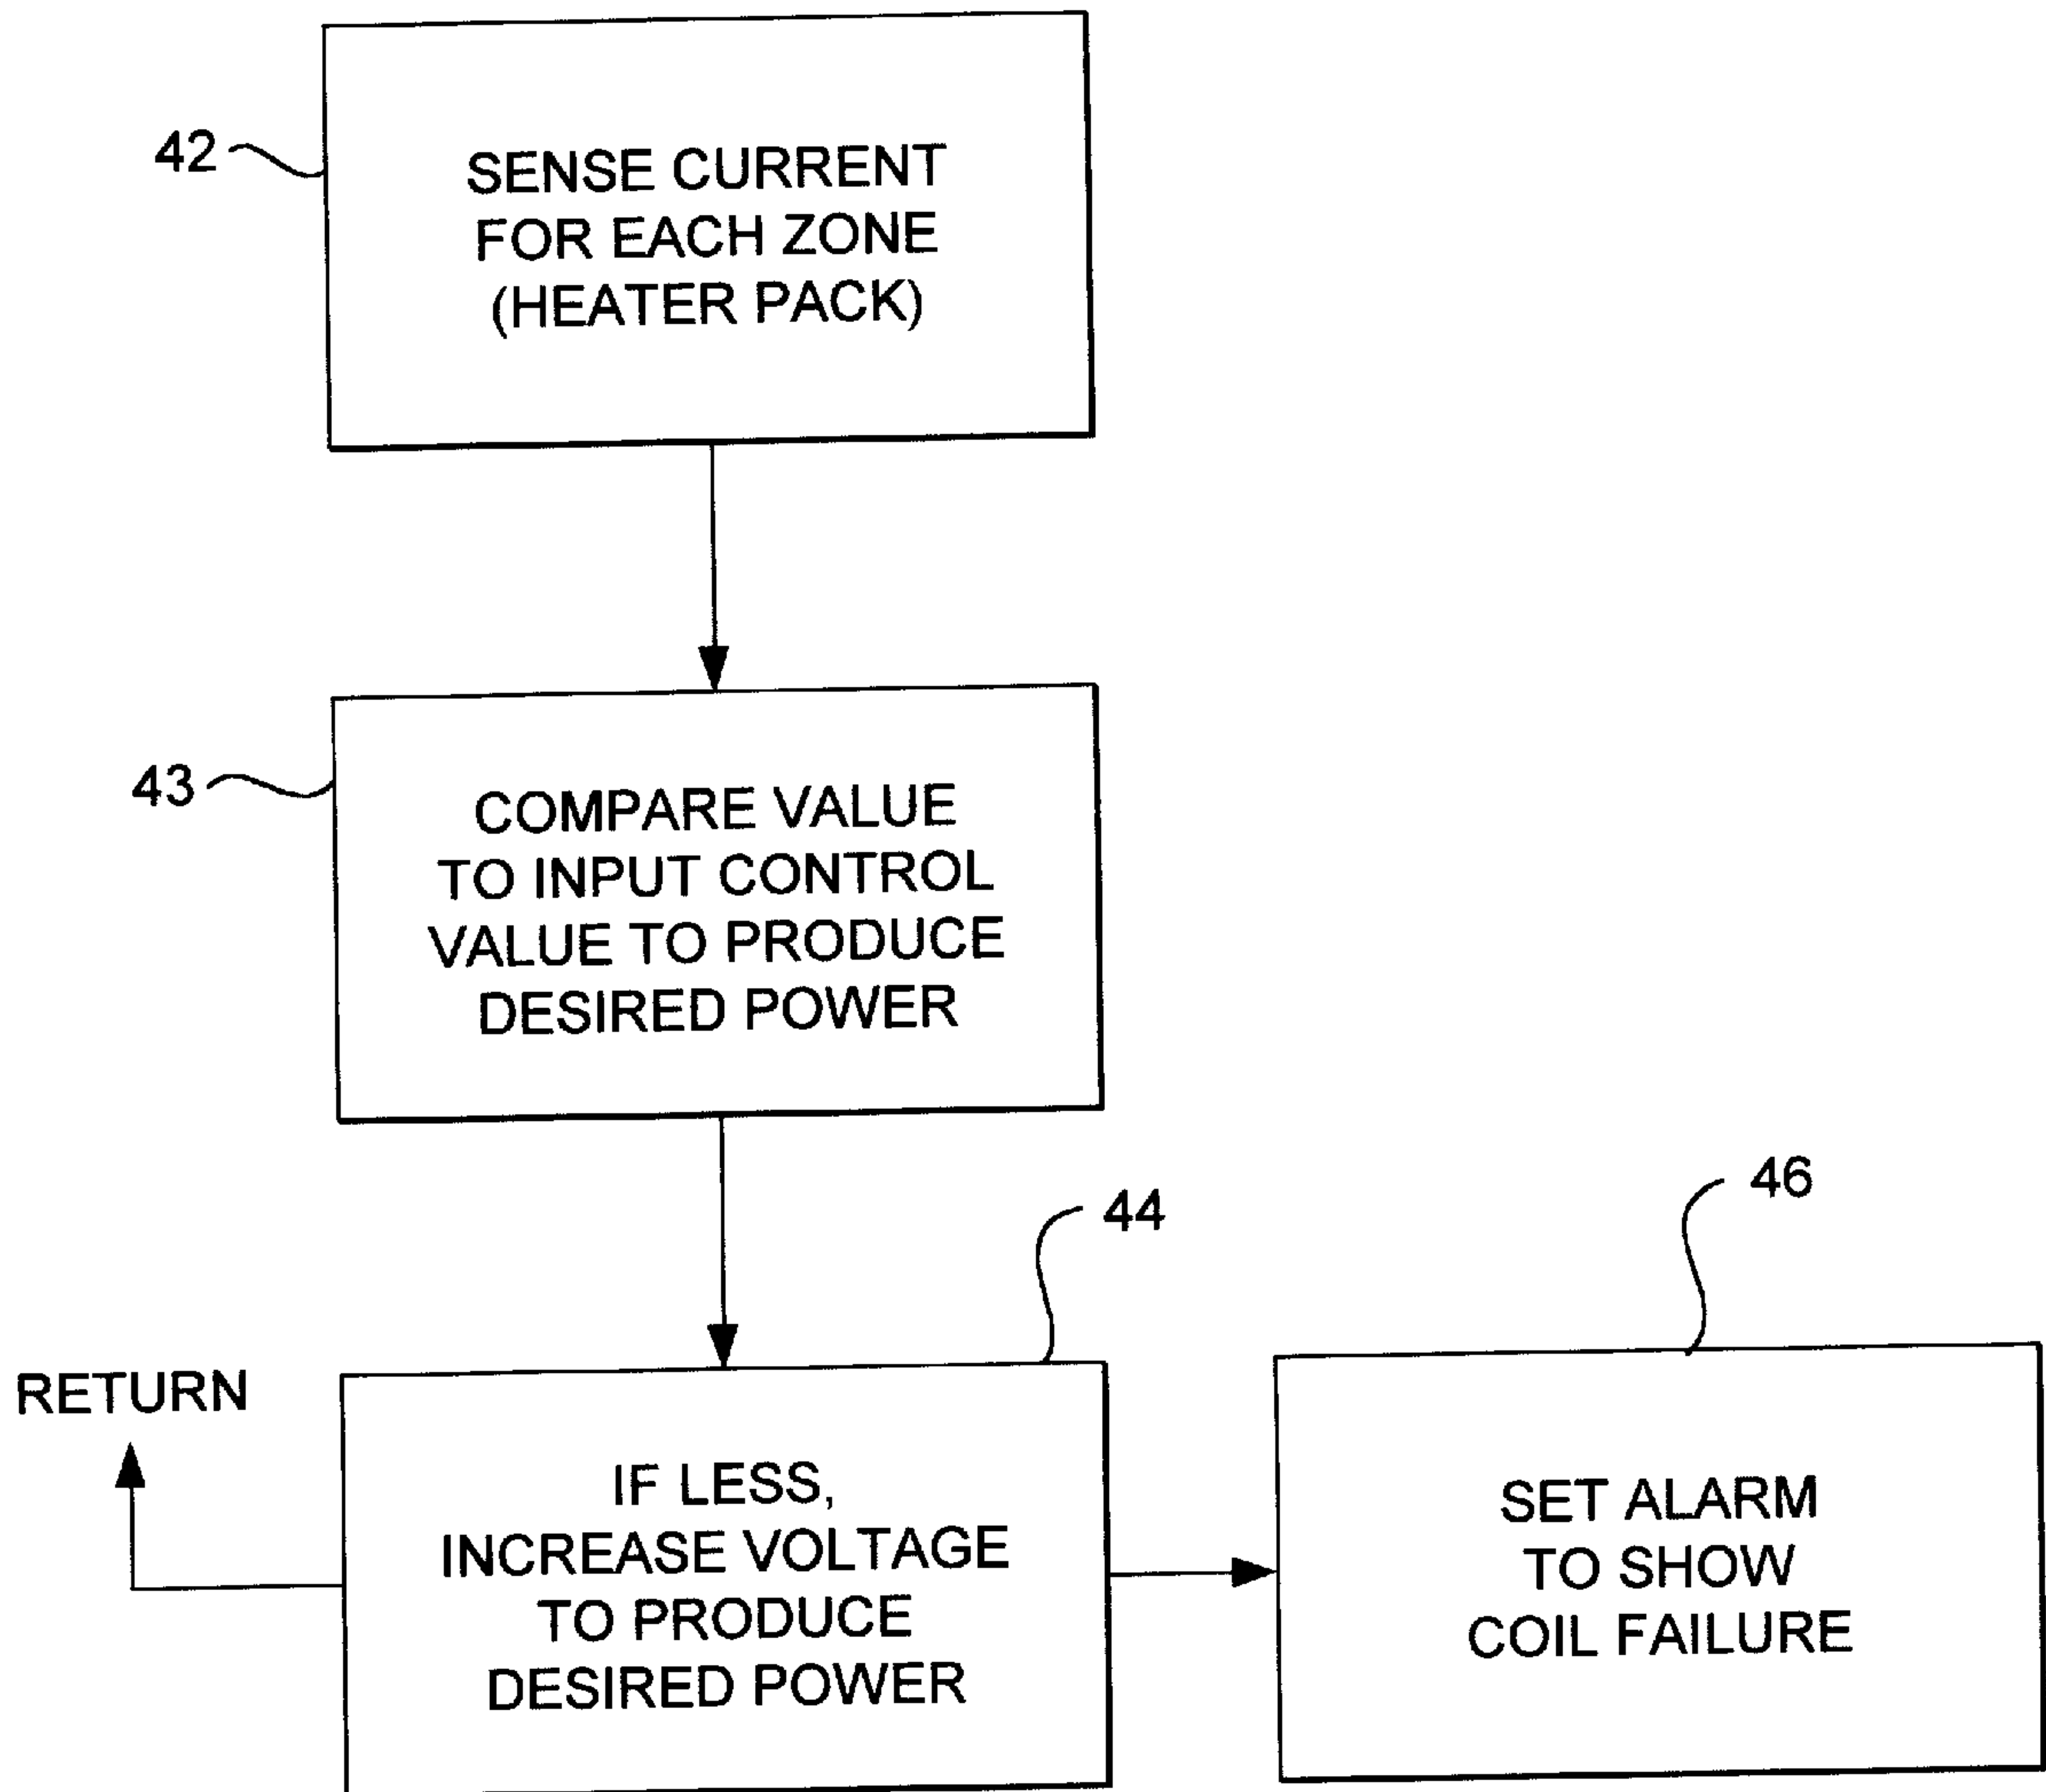 42
SENSE CURRENT
FOR EACH ZONE
(HEATER PACK)
43
COMPARE VALUE
TO INPUT CONTROL
VALUE TO PRODUCE
DESIRED POWER
44
46
RETURN
IF LESS,
INCREASE VOLTAGE
TO PRODUCE
DESIRED POWER
SET ALARM
TO SHOW
COIL FAILURE